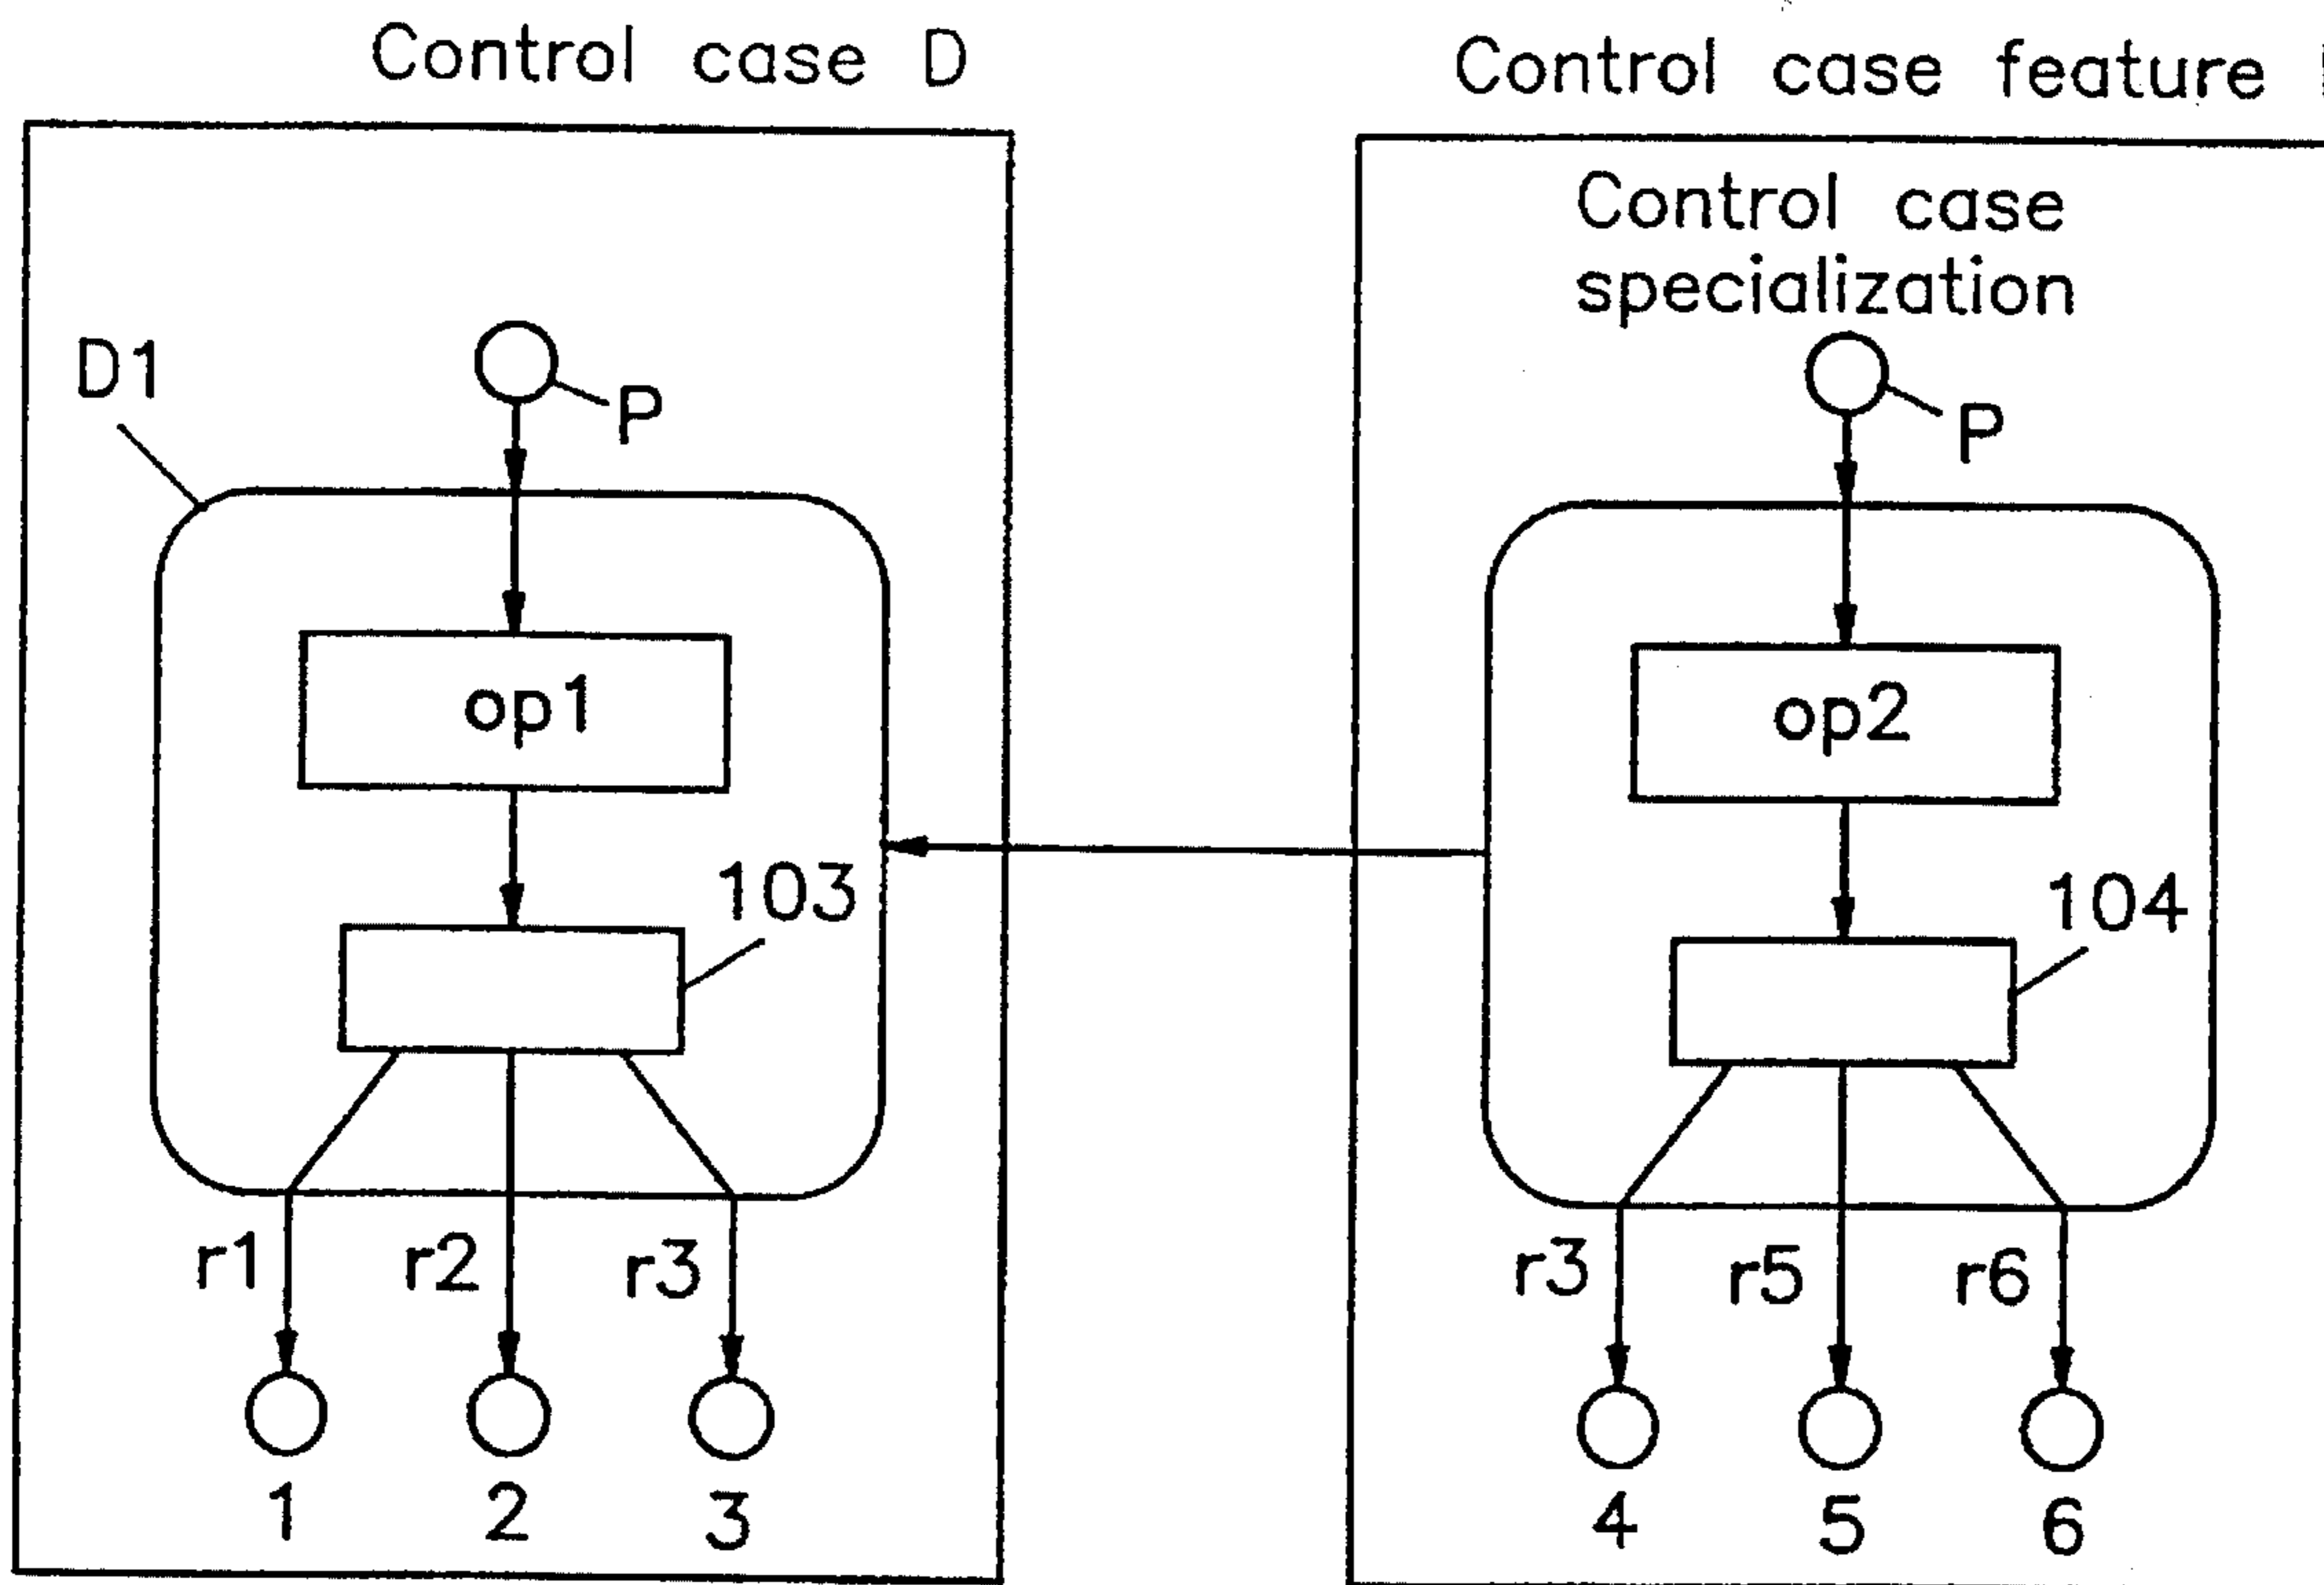 Control case D
D1
P
op1
103
r1 r2 r3
1 2 3
Control case feature
Control case
specialization
P
op2
104
r3 r5 r6
4 5 6